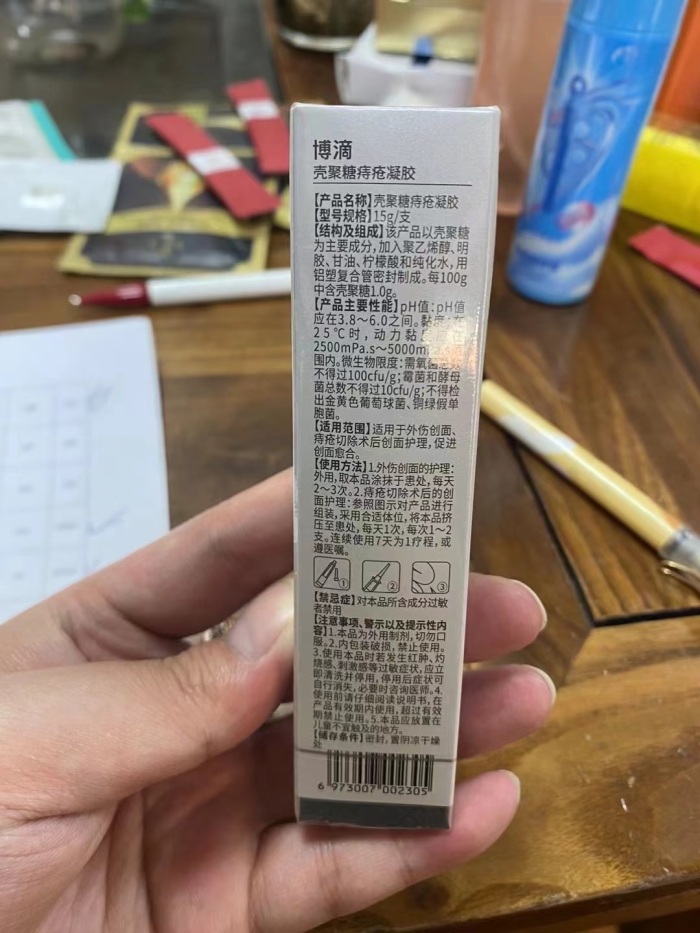 博滴
壳聚糖痔疮凝胶
【产品名称】壳聚糖痔疮凝胶
【型号规格】15g/支
【结构及组成】该产品以壳聚糖
为主要成分,加入聚乙烯醇、明
胶、甘油、柠檬酸和纯化水,用
铝塑复合管密封制成。每100g
中含壳聚糖1.0g。
【产品主要性能】pH值:pH值
应在3.8～6.0之间。黏度:在
25℃时,动力黏
2500mPa.s～5000mPa.s
围内。微生物限度:需氧菌总数
不得过100cfu/g;霉菌和酵母
菌总数不得过10cfu/g;不得检
出金黄色葡萄球菌、铜绿假单
胞菌。
【适用范围】适用于外伤创面、
痔疮切除术后创面护理,促进
创面愈合。
【使用方法】1.外伤创面的护理:
外用,取本品涂抹于患处,每天
2～3次。2.痔疮切除术后的创
面护理:参照图示对产品进行
组装,采用合适体位,将本品挤
压至患处,每天1次,每次1～2
支。连续使用7天为1疗程,或
遵医嘱。
① ② ③
【禁忌症】对本品所含成分过敏
者禁用
【注意事项、警示以及提示性内
容】1.本品为外用制剂,切勿口
服。2.内包装破损,禁止使用。
3.使用本品时若发生红肿、灼
烧感、刺激感等过敏症状,应立
即清洗并停用,停用后症状可
自行消失,必要时咨询医师。4.
使用前请仔细阅读说明书,在
产品有效期内使用,超过有效
期禁止使用。5.本品应放置在
儿童不宜触及的地方。
【储存条件】密封,置阴凉干燥
处
6 973007 002305